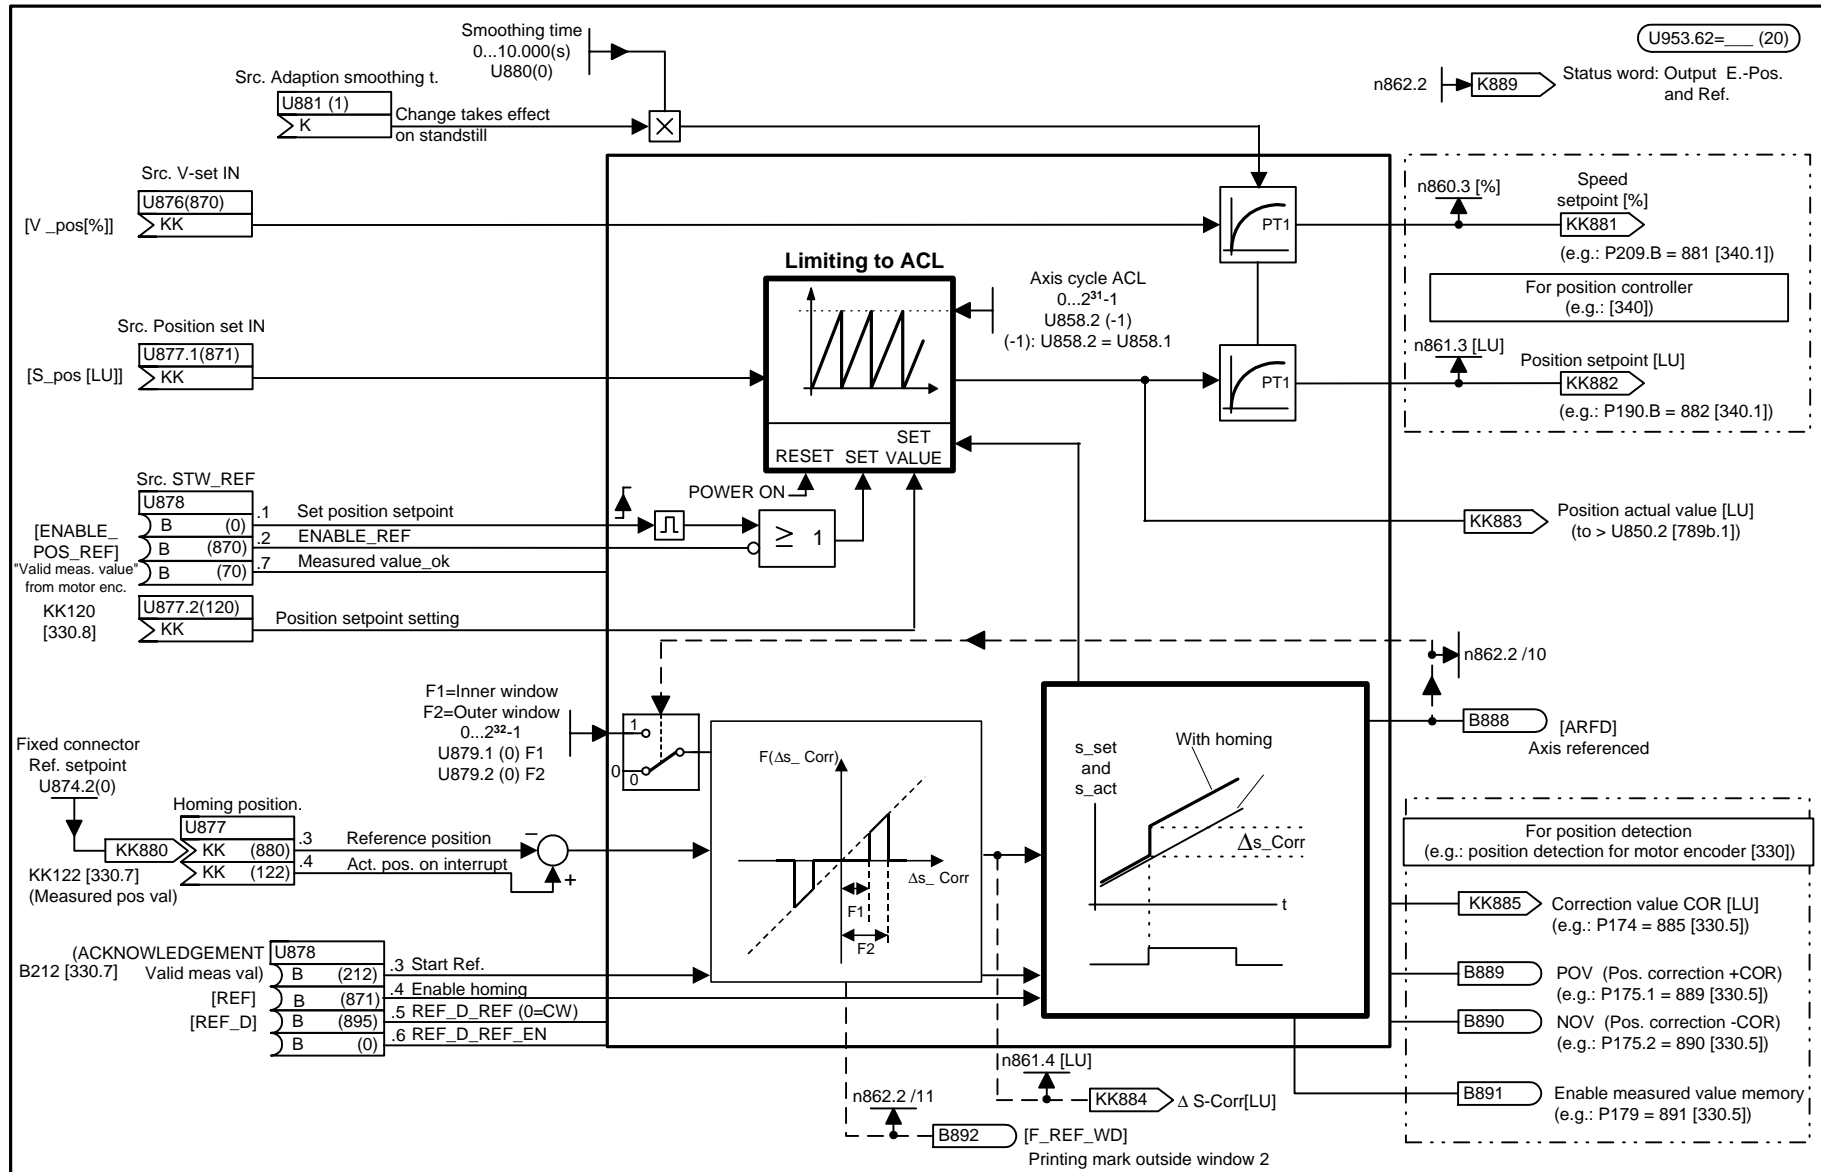 Smoothing time
0...10.000(s)
U880(0)
U953.62=___ (20)
Src. Adaption smoothing t.
U881 (1)
K
Change takes effect
on standstill
n862.2
K889
Status word: Output E.-Pos.
and Ref.
Src. V-set IN
U876(870)
KK
[V _pos[%]]
PT1
n860.3 [%]
Speed
setpoint [%]
KK881
(e.g.: P209.B = 881 [340.1])
For position controller
(e.g.: [340])
Limiting to ACL
Axis cycle ACL
0...2³¹-1
U858.2 (-1)
(-1): U858.2 = U858.1
Src. Position set IN
U877.1(871)
KK
[S_pos [LU]]
PT1
n861.3 [LU]
Position setpoint [LU]
KK882
(e.g.: P190.B = 882 [340.1])
RESET
SET
SET
VALUE
POWER ON
Src. STW_REF
U878
B (0)
B (870)
B (70)
.1
.2
.7
Set position setpoint
ENABLE_REF
Measured value_ok
[ENABLE_
POS_REF]
"Valid meas. value"
from motor enc.
≥ 1
KK883
Position actual value [LU]
(to > U850.2 [789b.1])
KK120
[330.8]
U877.2(120)
KK
Position setpoint setting
n862.2 /10
B888
[ARFD]
Axis referenced
F1=Inner window
F2=Outer window
0...2³²-1
U879.1 (0) F1
U879.2 (0) F2
1
0
0
F(Δs_ Corr)
Δs_ Corr
F1
F2
s_set
and
s_act
With homing
Δs_Corr
t
Fixed connector
Ref. setpoint
U874.2(0)
Homing position.
U877
KK880
KK (880)
KK (122)
.3
.4
Reference position
Act. pos. on interrupt
−
+
KK122 [330.7]
(Measured pos val)
For position detection
(e.g.: position detection for motor encoder [330])
KK885
Correction value COR [LU]
(e.g.: P174 = 885 [330.5])
(ACKNOWLEDGEMENT
Valid meas val)
B212 [330.7]
[REF]
[REF_D]
U878
B (212)
B (871)
B (895)
B (0)
.3 Start Ref.
.4 Enable homing
.5 REF_D_REF (0=CW)
.6 REF_D_REF_EN
B889
POV (Pos. correction +COR)
(e.g.: P175.1 = 889 [330.5])
B890
NOV (Pos. correction -COR)
(e.g.: P175.2 = 890 [330.5])
B891
Enable measured value memory
(e.g.: P179 = 891 [330.5])
n861.4 [LU]
KK884
Δ S-Corr[LU]
n862.2 /11
B892
[F_REF_WD]
Printing mark outside window 2